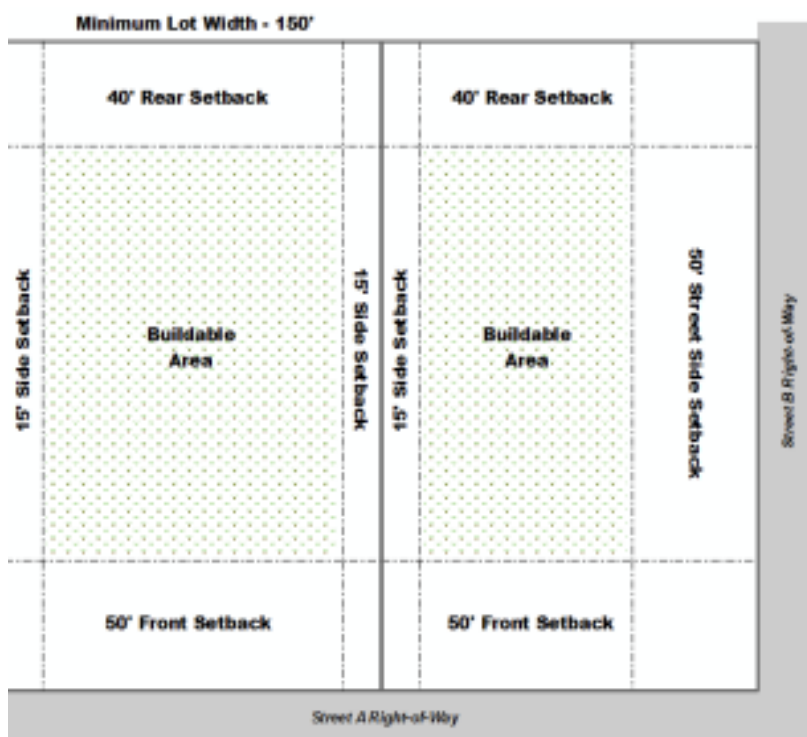 Minimum Lot Width - 150'
40' Rear Setback
40' Rear Setback
15' Side Setback
Buildable
Area
15' Side Setback
15' Side Setback
Buildable
Area
50' Street Side Setback
Street B Right-of-Way
50' Front Setback
50' Front Setback
Street A Right-of-Way